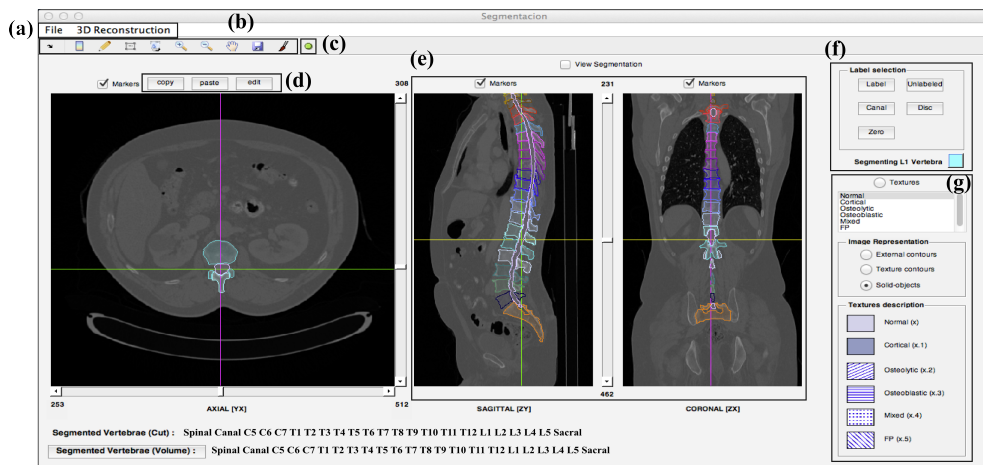 Segmentacion
(a) File 3D Reconstruction (b)
(c)
(d) (e) (f)
View Segmentation
Markers copy paste edit 308 Markers 231 Markers
Label selection
Label Unlabeled
Canal Disc
Zero
Segmenting L1 Vertebra
(g)
Textures
Normal
Cortical
Osteolytic
Osteoblastic
Mixed
FP
Image Representation
External contours
Texture contours
Solid-objects
Textures description
Normal (x)
Cortical (x.1)
Osteolytic (x.2)
Osteoblastic (x.3)
Mixed (x.4)
FP (x.5)
253 AXIAL [YX] 512 SAGITTAL [ZY] 462 CORONAL [ZX]
Segmented Vertebrae (Cut) : Spinal Canal C5 C6 C7 T1 T2 T3 T4 T5 T6 T7 T8 T9 T10 T11 T12 L1 L2 L3 L4 L5 Sacral
Segmented Vertebrae (Volume) : Spinal Canal C5 C6 C7 T1 T2 T3 T4 T5 T6 T7 T8 T9 T10 T11 T12 L1 L2 L3 L4 L5 Sacral